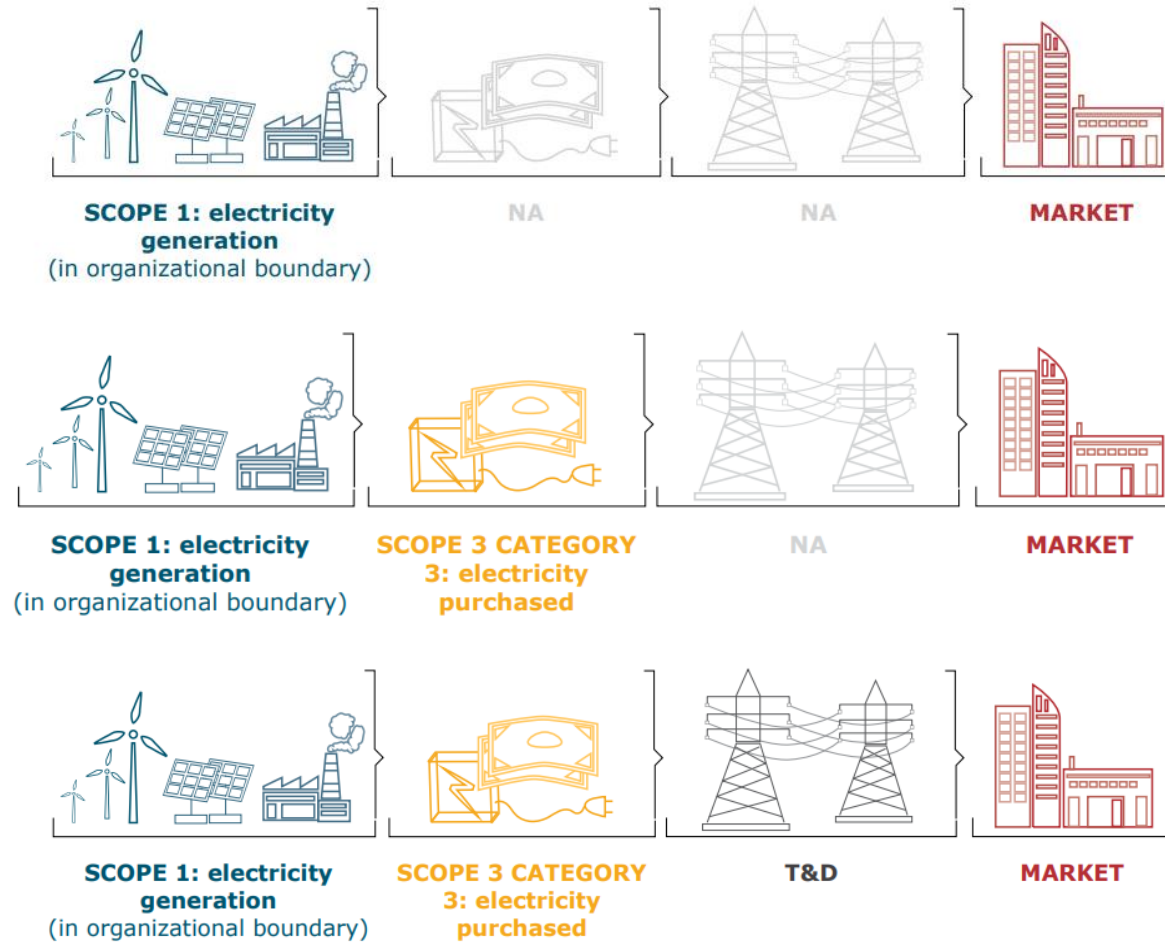 SCOPE 1: electricity
generation
(in organizational boundary)
NA
NA
MARKET
SCOPE 1: electricity
generation
(in organizational boundary)
SCOPE 3 CATEGORY
3: electricity
purchased
NA
MARKET
SCOPE 1: electricity
generation
(in organizational boundary)
SCOPE 3 CATEGORY
3: electricity
purchased
T&D
MARKET